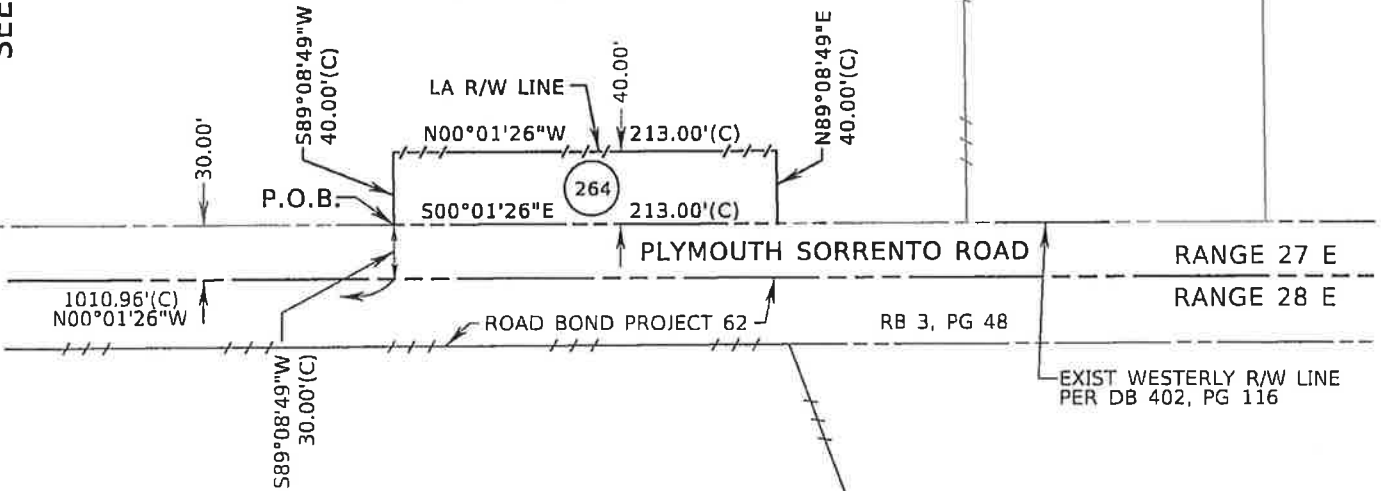 SEE
S89°08'49"W
40.00'(C)
LA R/W LINE
40.00'
N89°08'49"E
40.00'(C)
30.00'
N00°01'26"W
213.00'(C)
264
P.O.B.
S00°01'26"E
213.00'(C)
PLYMOUTH SORRENTO ROAD
RANGE 27 E
RANGE 28 E
1010.96'(C)
N00°01'26"W
ROAD BOND PROJECT 62
RB 3, PG 48
S89°08'49"W
30.00'(C)
EXIST WESTERLY R/W LINE
PER DB 402, PG 116